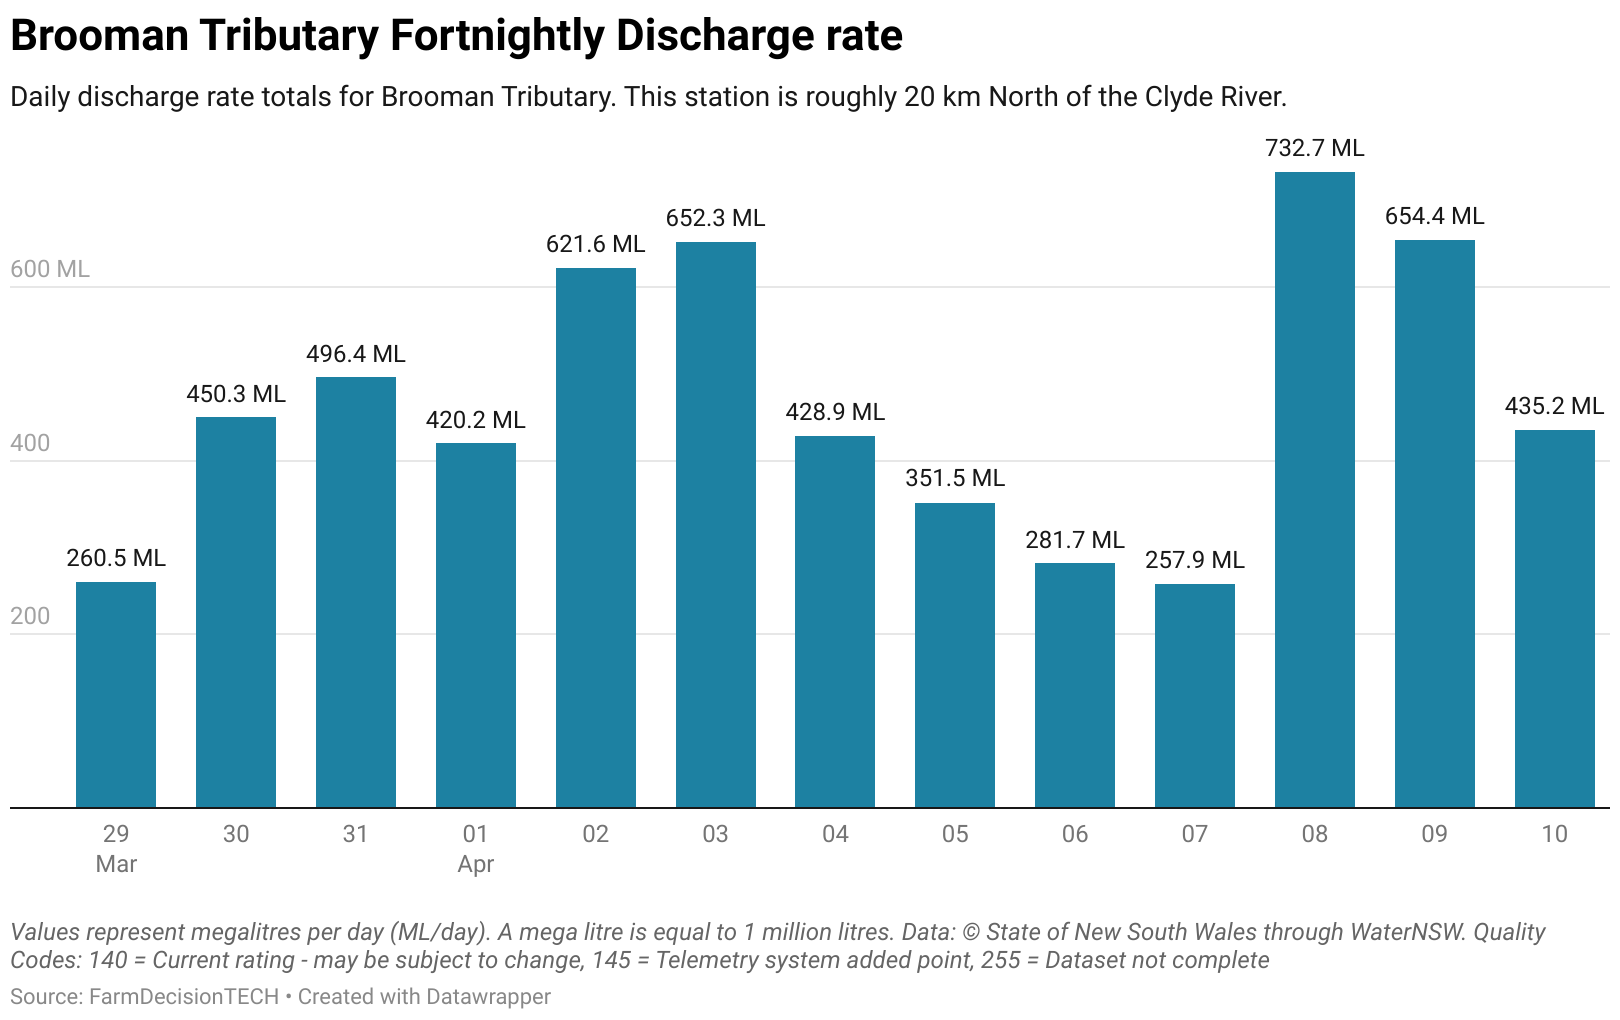 Brooman Tributary Fortnightly Discharge rate
Daily discharge rate totals for Brooman Tributary. This station is roughly 20 km North of the Clyde River.
732.7 ML
652.3 ML
654.4 ML
621.6 ML
600 ML
496.4 ML
450.3 ML
435.2 ML
428.9 ML
420.2 ML
400
351.5 ML
281.7 ML
260.5 ML
257.9 ML
200
29 30 31 01 02 03 04 05 06 07 08 09 10
Mar Apr
Values represent megalitres per day (ML/day). A mega litre is equal to 1 million litres. Data: © State of New South Wales through WaterNSW. Quality
Codes: 140 = Current rating - may be subject to change, 145 = Telemetry system added point, 255 = Dataset not complete
Source: FarmDecisionTECH • Created with Datawrapper